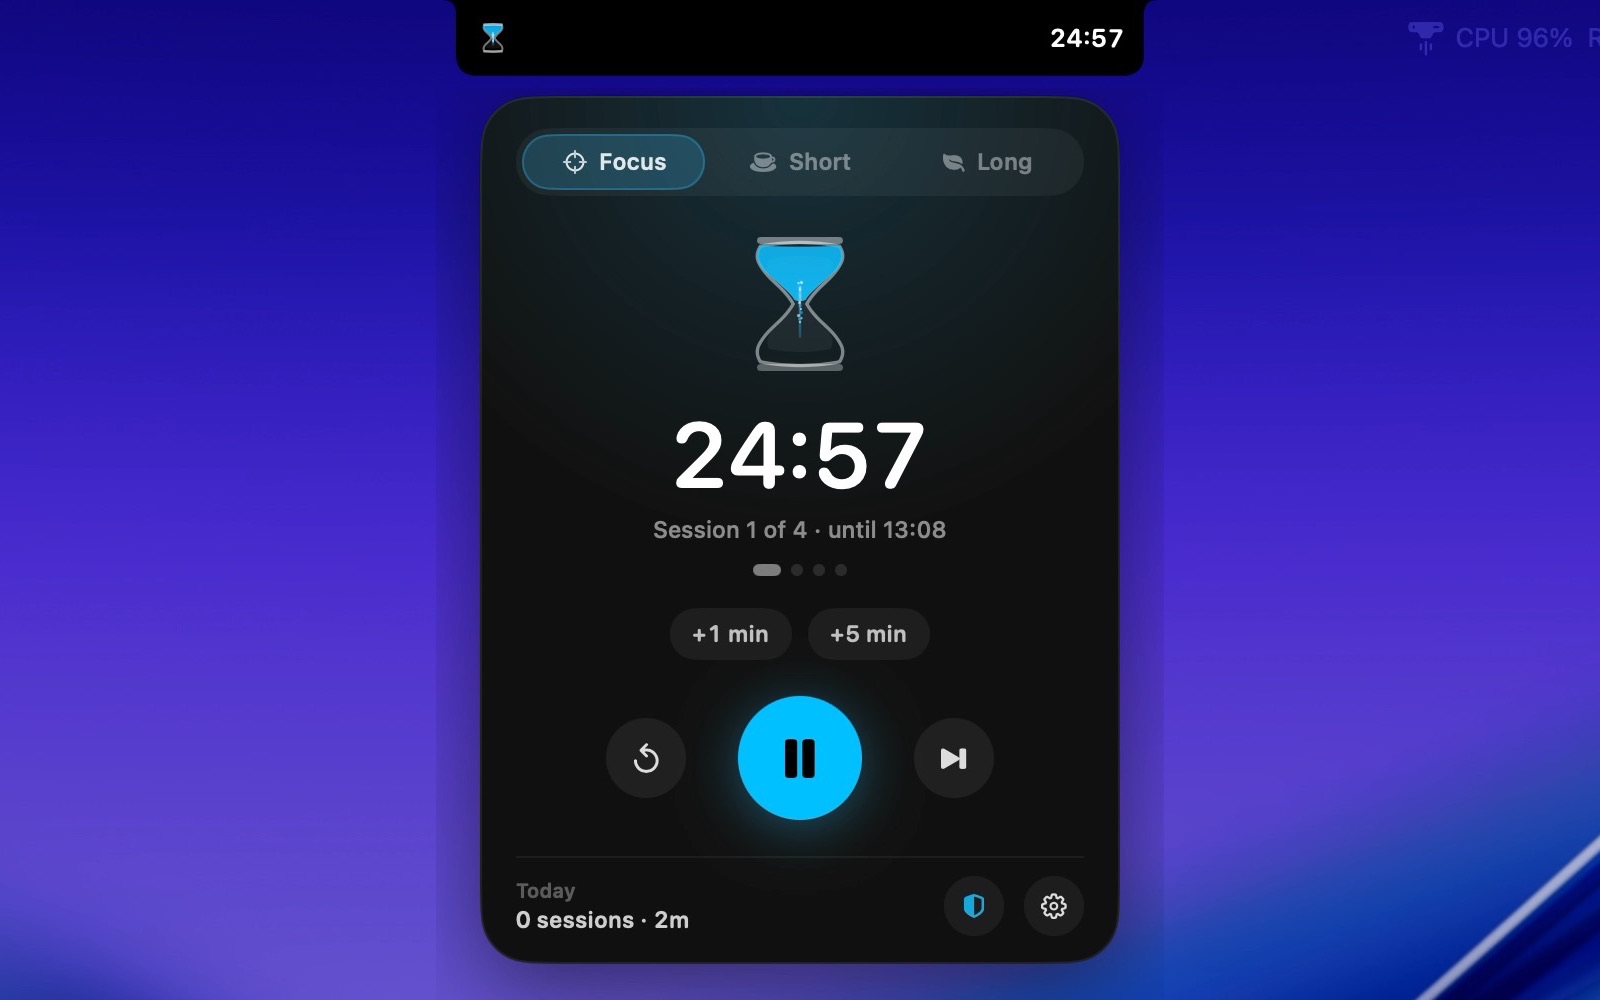 24:57
CPU 96% R
Focus
Short
Long
24:57
Session 1 of 4 · until 13:08
+1 min
+5 min
Today
0 sessions · 2m